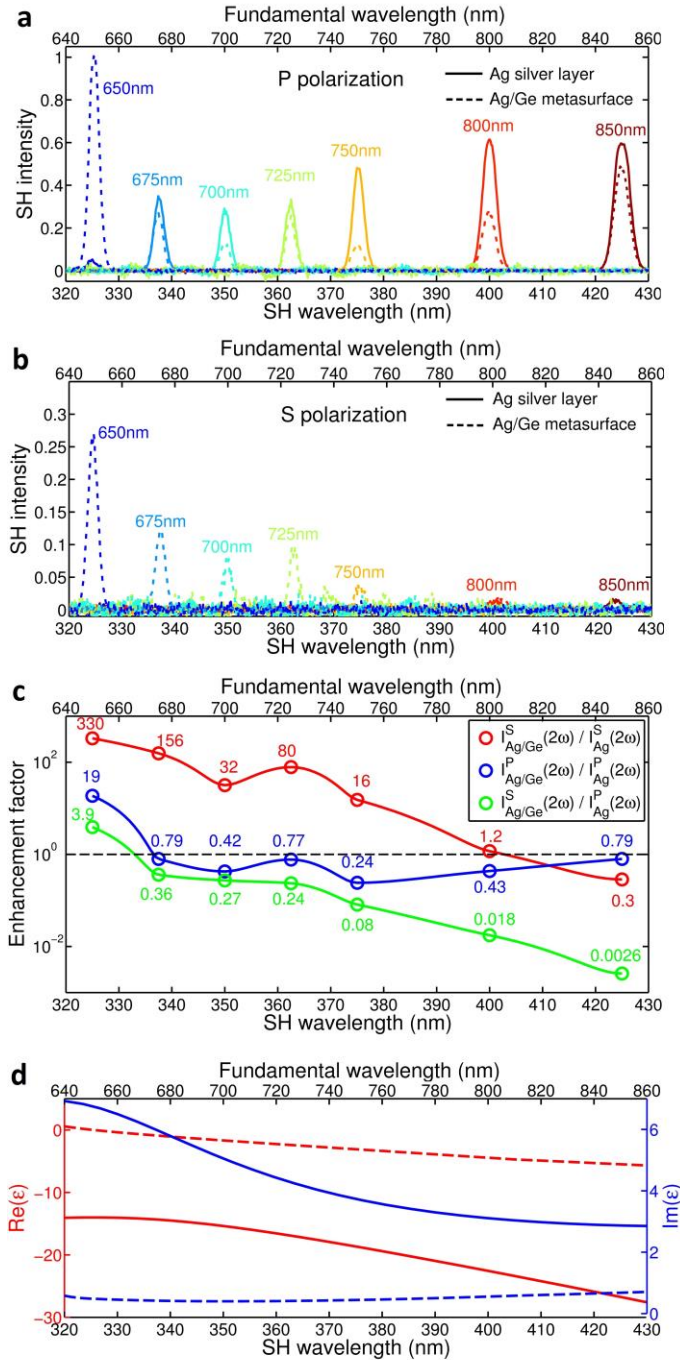 a
Fundamental wavelength (nm)
640 660 680 700 720 740 760 780 800 820 840 860
SH intensity
1
0.8
0.6
0.4
0.2
0
P polarization
Ag silver layer
Ag/Ge metasurface
650nm
675nm
700nm
725nm
750nm
800nm
850nm
320 330 340 350 360 370 380 390 400 410 420 430
SH wavelength (nm)
b
Fundamental wavelength (nm)
640 660 680 700 720 740 760 780 800 820 840 860
SH intensity
0.3
0.25
0.2
0.15
0.1
0.05
0
S polarization
Ag silver layer
Ag/Ge metasurface
650nm
675nm
700nm
725nm
750nm
800nm
850nm
320 330 340 350 360 370 380 390 400 410 420 430
SH wavelength (nm)
c
Fundamental wavelength (nm)
640 660 680 700 720 740 760 780 800 820 840 860
Enhancement factor
10²
10⁰
10⁻²
I^S_Ag/Ge(2ω) / I^S_Ag(2ω)
I^P_Ag/Ge(2ω) / I^P_Ag(2ω)
I^S_Ag/Ge(2ω) / I^P_Ag(2ω)
330 156 32 80 16 1.2 0.3
19 0.79 0.42 0.77 0.24 0.43 0.79
3.9 0.36 0.27 0.24 0.08 0.018 0.0026
320 330 340 350 360 370 380 390 400 410 420 430
SH wavelength (nm)
d
Fundamental wavelength (nm)
640 660 680 700 720 740 760 780 800 820 840 860
Re(ε)
0
−10
−20
−30
Im(ε)
6
4
2
0
320 330 340 350 360 370 380 390 400 410 420 430
SH wavelength (nm)